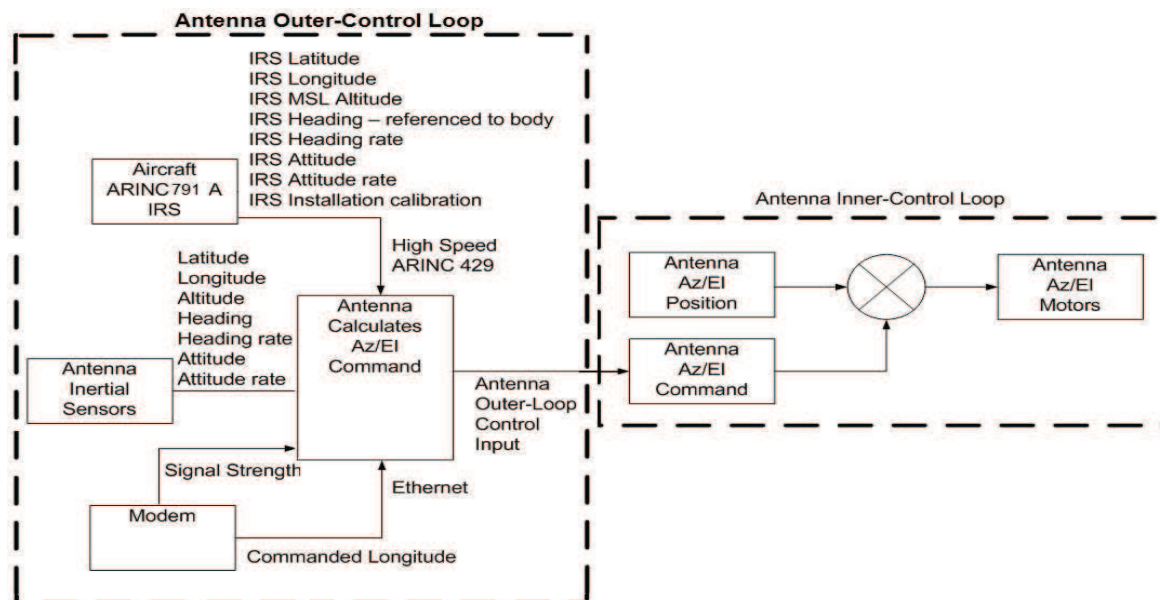 Antenna Outer-Control Loop
IRS Latitude
IRS Longitude
IRS MSL Altitude
IRS Heading – referenced to body
IRS Heading rate
IRS Attitude
IRS Attitude rate
IRS Installation calibration
Aircraft
ARINC791 A
IRS
High Speed
ARINC 429
Latitude
Longitude
Altitude
Heading
Heading rate
Attitude
Attitude rate
Antenna
Inertial
Sensors
Antenna
Calculates
Az/El
Command
Signal Strength
Modem
Ethernet
Commanded Longitude
Antenna
Outer-Loop
Control
Input
Antenna Inner-Control Loop
Antenna
Az/El
Position
Antenna
Az/El
Motors
Antenna
Az/El
Command